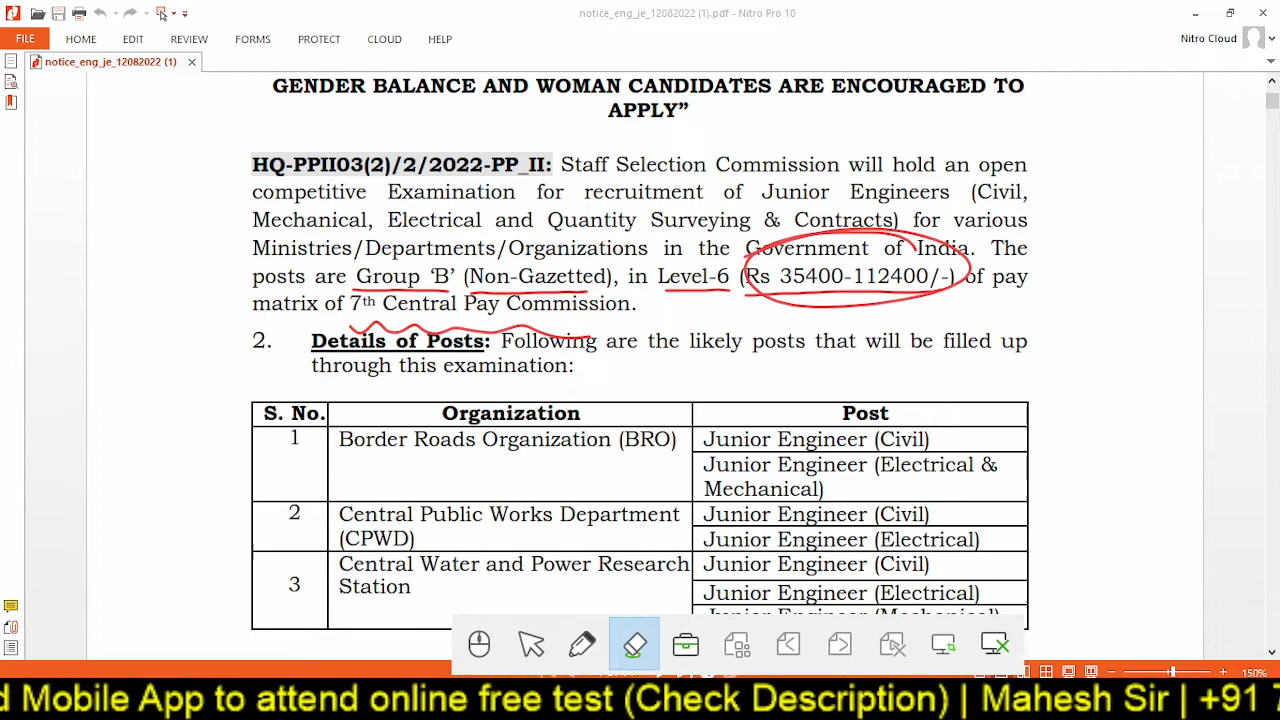 notice_eng_je_12082022 (1).pdf - Nitro Pro 10
FILE HOME EDIT REVIEW FORMS PROTECT CLOUD HELP Nitro Cloud
notice_eng_je_12082022 (1)
GENDER BALANCE AND WOMAN CANDIDATES ARE ENCOURAGED TO
APPLY”
HQ-PPII03(2)/2/2022-PP_II: Staff Selection Commission will hold an open
competitive Examination for recruitment of Junior Engineers (Civil,
Mechanical, Electrical and Quantity Surveying & Contracts) for various
Ministries/Departments/Organizations in the Government of India. The
posts are Group ‘B’ (Non-Gazetted), in Level-6 (Rs 35400-112400/-) of pay
matrix of 7th Central Pay Commission.
2. Details of Posts: Following are the likely posts that will be filled up
through this examination:
S. No. Organization Post
1 Border Roads Organization (BRO) Junior Engineer (Civil)
Junior Engineer (Electrical &
Mechanical)
2 Central Public Works Department Junior Engineer (Civil)
(CPWD) Junior Engineer (Electrical)
Central Water and Power Research Junior Engineer (Civil)
3 Station Junior Engineer (Electrical)
Junior Engineer (Mechanical)
150%
d Mobile App to attend online free test (Check Description) | Mahesh Sir | +91 7